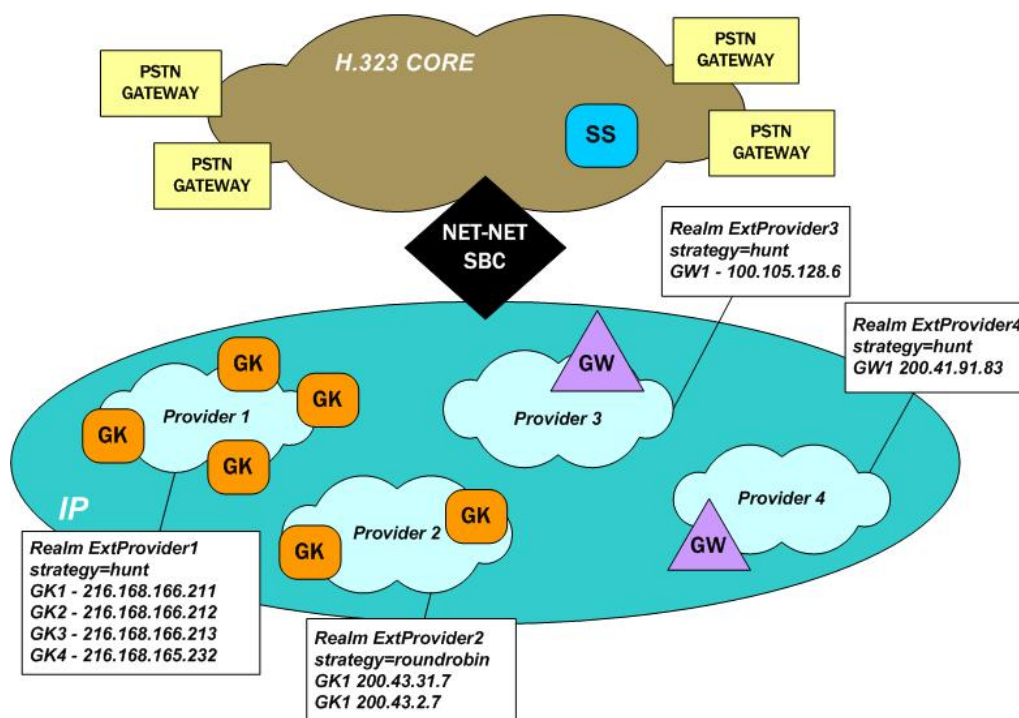 H.323 CORE
PSTN
GATEWAY
PSTN
GATEWAY
PSTN
GATEWAY
PSTN
GATEWAY
SS
NET-NET
SBC
Realm ExtProvider3
strategy=hunt
GW1 - 100.105.128.6
Realm ExtProvider4
strategy=hunt
GW1 200.41.91.83
GK
GK
GK
GK
Provider 1
GW
Provider 3
IP
GK
GK
Provider 2
Provider 4
GW
Realm ExtProvider1
strategy=hunt
GK1 - 216.168.166.211
GK2 - 216.168.166.212
GK3 - 216.168.166.213
GK4 - 216.168.165.232
Realm ExtProvider2
strategy=roundrobin
GK1 200.43.31.7
GK1 200.43.2.7